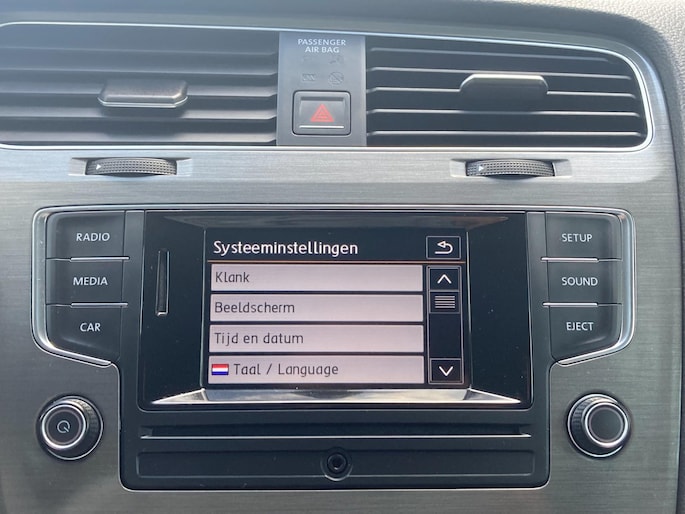 PASSENGER
AIR BAG
RADIO
MEDIA
CAR
Systeeminstellingen
Klank
Beeldscherm
Tijd en datum
Taal / Language
SETUP
SOUND
EJECT